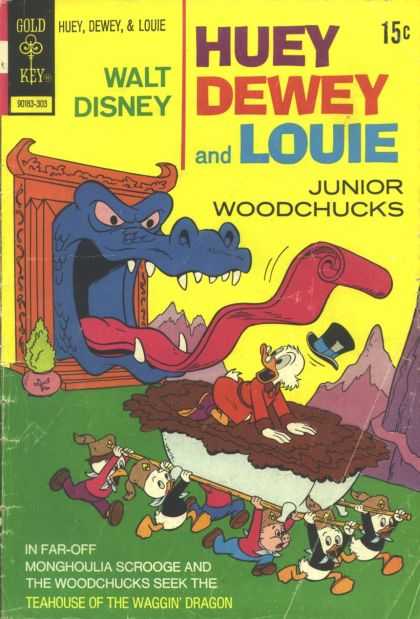 GOLD
KEY®
90183-303
HUEY, DEWEY, & LOUIE
15c
WALT
DISNEY
HUEY
DEWEY
and LOUIE
JUNIOR
WOODCHUCKS
IN FAR-OFF
MONGHOULIA SCROOGE AND
THE WOODCHUCKS SEEK THE
TEAHOUSE OF THE WAGGIN' DRAGON